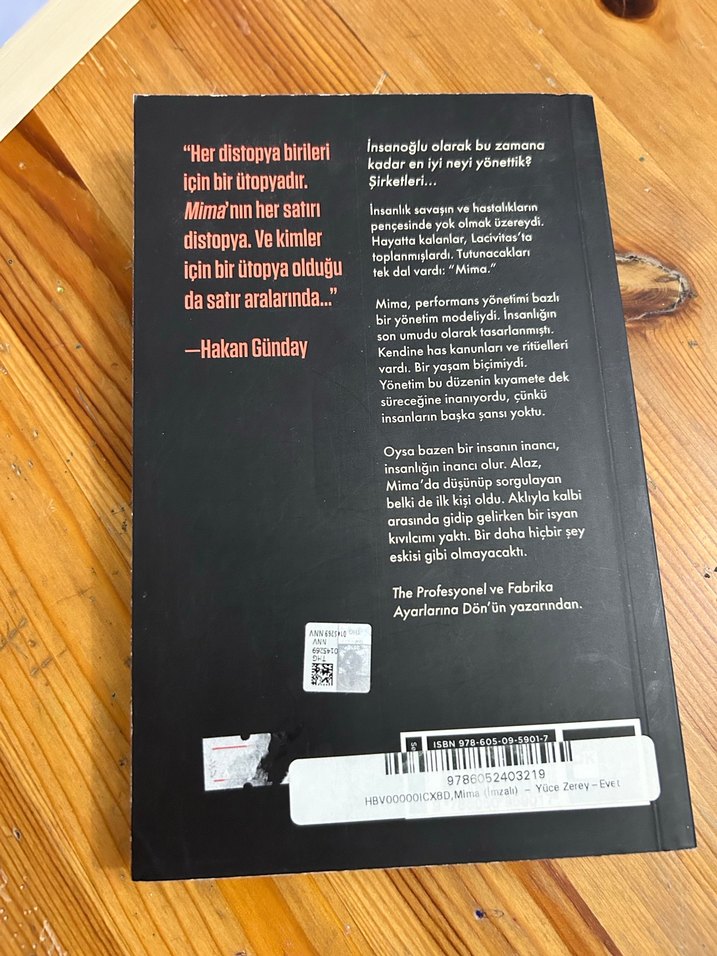 “Her distopya birileri
için bir ütopyadır.
Mima’nın her satırı
distopya. Ve kimler
için bir ütopya olduğu
da satır aralarında...”
—Hakan Günday
İnsanoğlu olarak bu zamana
kadar en iyi neyi yönettik?
Şirketleri...
İnsanlık savaşın ve hastalıkların
pençesinde yok olmak üzereydi.
Hayatta kalanlar, Lacivitas’ta
toplanmışlardı. Tutunacakları
tek dal vardı: “Mima.”
Mima, performans yönetimi bazlı
bir yönetim modeliydi. İnsanlığın
son umudu olarak tasarlanmıştı.
Kendine has kanunları ve ritüelleri
vardı. Bir yaşam biçimiydi.
Yönetim bu düzenin kıyamete dek
süreceğine inanıyordu, çünkü
insanların başka şansı yoktu.
Oysa bazen bir insanın inancı,
insanlığın inancı olur. Alaz,
Mima’da düşünüp sorgulayan
belki de ilk kişi oldu. Aklıyla kalbi
arasında gidip gelirken bir isyan
kıvılcımı yaktı. Bir daha hiçbir şey
eskisi gibi olmayacaktı.
The Profesyonel ve Fabrika
Ayarlarına Dön’ün yazarından.
0145269 NNV
NNV
0145269
THG
ISBN 978-605-09-5901-7
9786052403219
HBV00000ICXBD,Mima (İmzalı) – Yüce Zerey – Evet